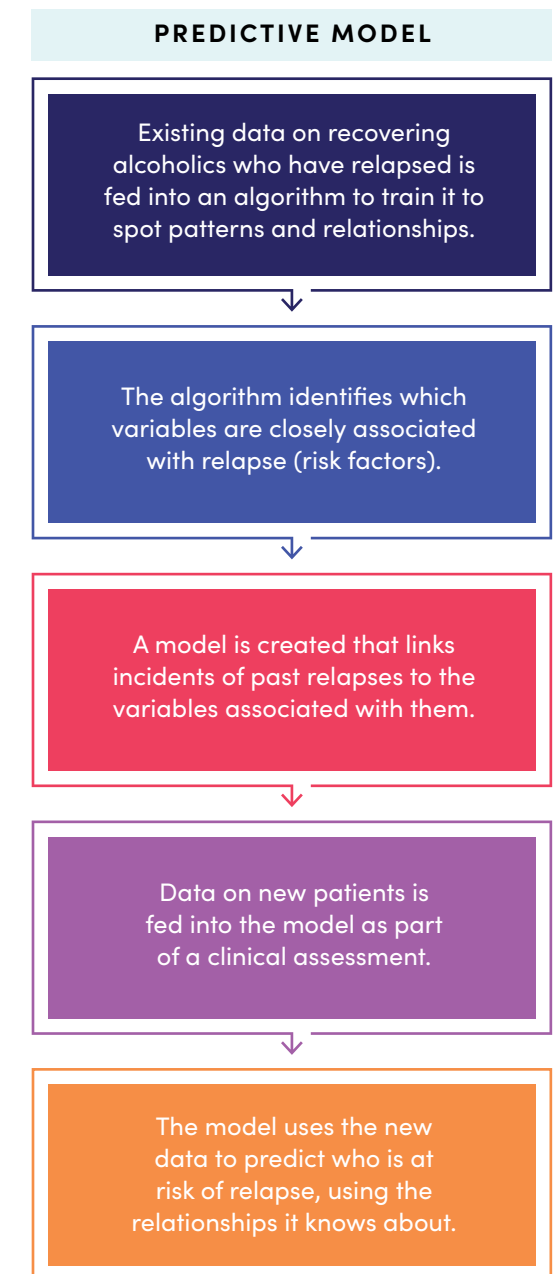 PREDICTIVE MODEL
Existing data on recovering
alcoholics who have relapsed is
fed into an algorithm to train it to
spot patterns and relationships.
The algorithm identifies which
variables are closely associated
with relapse (risk factors).
A model is created that links
incidents of past relapses to the
variables associated with them.
Data on new patients is
fed into the model as part
of a clinical assessment.
The model uses the new
data to predict who is at
risk of relapse, using the
relationships it knows about.